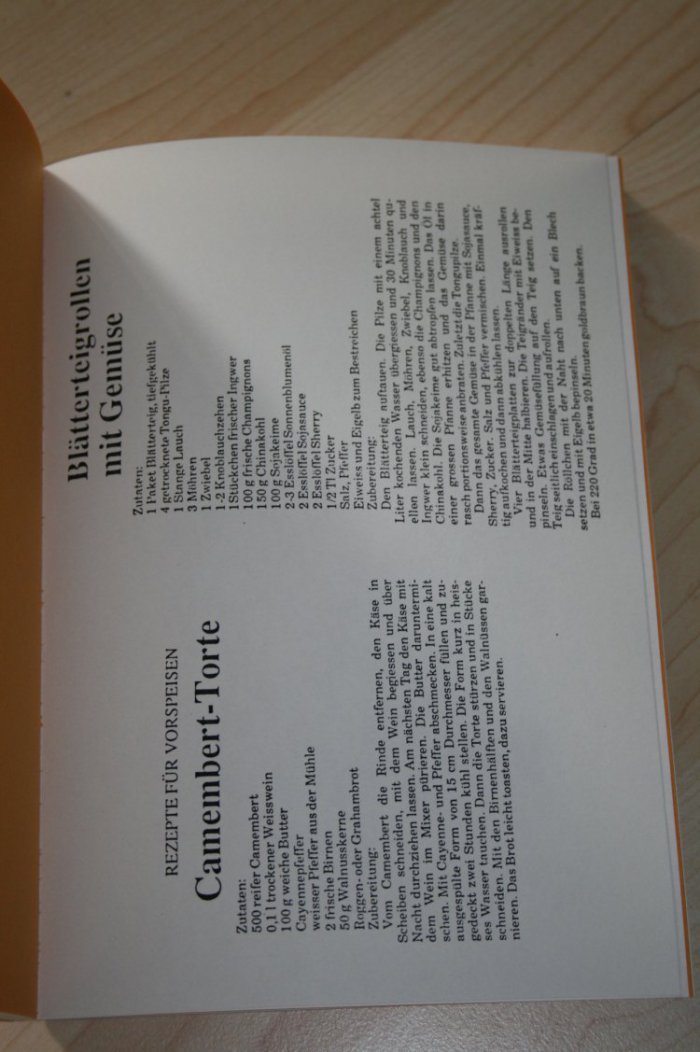 REZEPTE FÜR VORSPEISEN
Camembert-Torte
Zutaten:
500 reifer Camembert
0,1 l trockener Weisswein
100 g weiche Butter
Cayennepfeffer
weisser Pfeffer aus der Mühle
2 frische Birnen
50 g Walnusskerne
Roggen- oder Grahambrot
Zubereitung:
Vom Camembert die Rinde entfernen, den Käse in
Scheiben schneiden, mit dem Wein begiessen und über
Nacht durchziehen lassen. Am nächsten Tag den Käse mit
dem Wein im Mixer pürieren. Die Butter daruntermi-
schen. Mit Cayenne- und Pfeffer abschmecken. In eine kalt
ausgespülte Form von 15 cm Durchmesser füllen und zu-
gedeckt zwei Stunden kühl stellen. Die Form kurz in heis-
ses Wasser tauchen. Dann die Torte stürzen und in Stücke
schneiden. Mit den Birnenhälften und den Walnüssen gar-
nieren. Das Brot leicht toasten, dazu servieren.
Blätterteigrollen
mit Gemüse
Zutaten:
1 Paket Blätterteig, tiefgekühlt
4 getrocknete Tongu-Pilze
1 Stange Lauch
3 Möhren
1 Zwiebel
1-2 Knoblauchzehen
1Stückchen frischer Ingwer
100 g frische Champignons
150 g Chinakohl
100 g Sojakeime
2-3 Esslöffel Sonnenblumenöl
2 Esslöffel Sojasauce
2 Esslöffel Sherry
1/2 Tl Zucker
Salz, Pfeffer
Eiweiss und Eigelb zum Bestreichen
Zubereitung:
Den Blätterteig auftauen. Die Pilze mit einem achtel
Liter kochenden Wasser übergiessen und 30 Minuten qu-
ellen lassen. Lauch, Möhren, Zwiebel, Knoblauch und
Ingwer klein schneiden, ebenso die Champignons und den
Chinakohl. Die Sojakeime gut abtropfen lassen. Das Öl in
einer grossen Pfanne erhitzen und das Gemüse darin
rasch portionsweise anbraten. Zuletzt die Tongupilze.
Dann das gesamte Gemüse in der Pfanne mit Sojasauce,
Sherry, Zucker, Salz und Pfeffer vermischen. Einmal kräf-
tig aufkochen und dann abkühlen lassen.
Vier Blätterteigplatten zur doppelten Länge ausrollen
und in der Mitte halbieren. Die Teigränder mit Eiweiss be-
pinseln. Etwas Gemüsefüllung auf den Teig setzen. Den
Teig seitlich einschlagen und aufrollen.
Die Röllchen mit der Naht nach unten auf ein Blech
setzen und mit Eigelb bepinseln.
Bei 220 Grad in etwa 20 Minuten goldbraun backen.